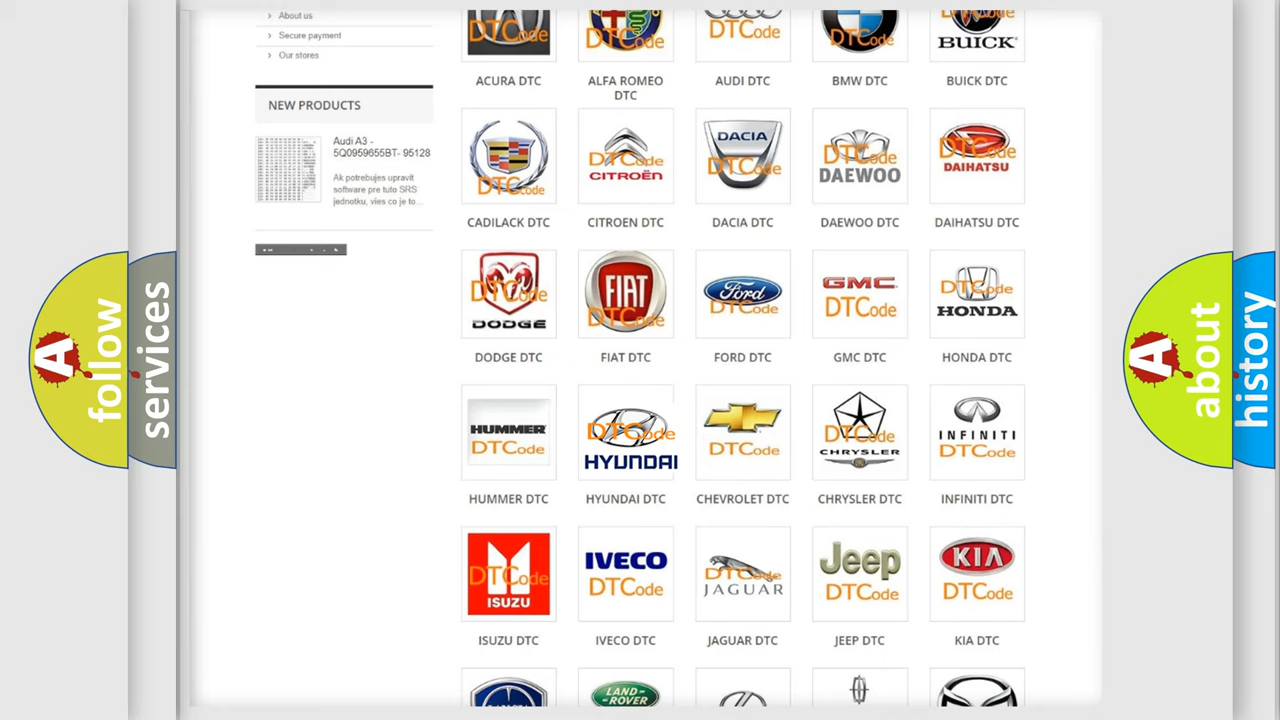 About us
Secure payment
Our stores
NEW PRODUCTS
Audi A3 -
5Q0959655BT- 95128
Ak potrebujes upravit
software pre tuto SRS
jednotku, vies co je to...
DTCode
DTCode
DTCode
DTCode
BUICK
ACURA DTC
ALFA ROMEO
DTC
AUDI DTC
BMW DTC
BUICK DTC
DTCode
DTCode
CITROËN
DACIA
DTCode
DTCode
DAEWOO
DTCode
DAIHATSU
CADILACK DTC
CITROEN DTC
DACIA DTC
DAEWOO DTC
DAIHATSU DTC
DTCode
DODGE
FIAT
DTCode
Ford
DTCode
GMC
DTCode
DTCode
HONDA
DODGE DTC
FIAT DTC
FORD DTC
GMC DTC
HONDA DTC
HUMMER
DTCode
DTCode
HYUNDAI
DTCode
DTCode
CHRYSLER
INFINITI
DTCode
HUMMER DTC
HYUNDAI DTC
CHEVROLET DTC
CHRYSLER DTC
INFINITI DTC
DTCode
ISUZU
IVECO
DTCode
DTCode
JAGUAR
Jeep
DTCode
KIA
DTCode
ISUZU DTC
IVECO DTC
JAGUAR DTC
JEEP DTC
KIA DTC
LAND-
ROVER
A
follow
services
A
about
history